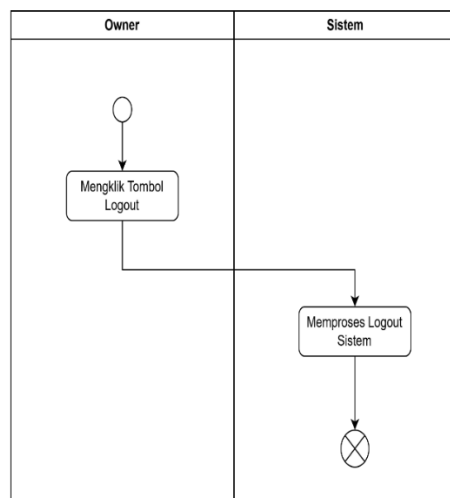 Owner
Sistem
Mengklik Tombol
Logout
Memproses Logout
Sistem